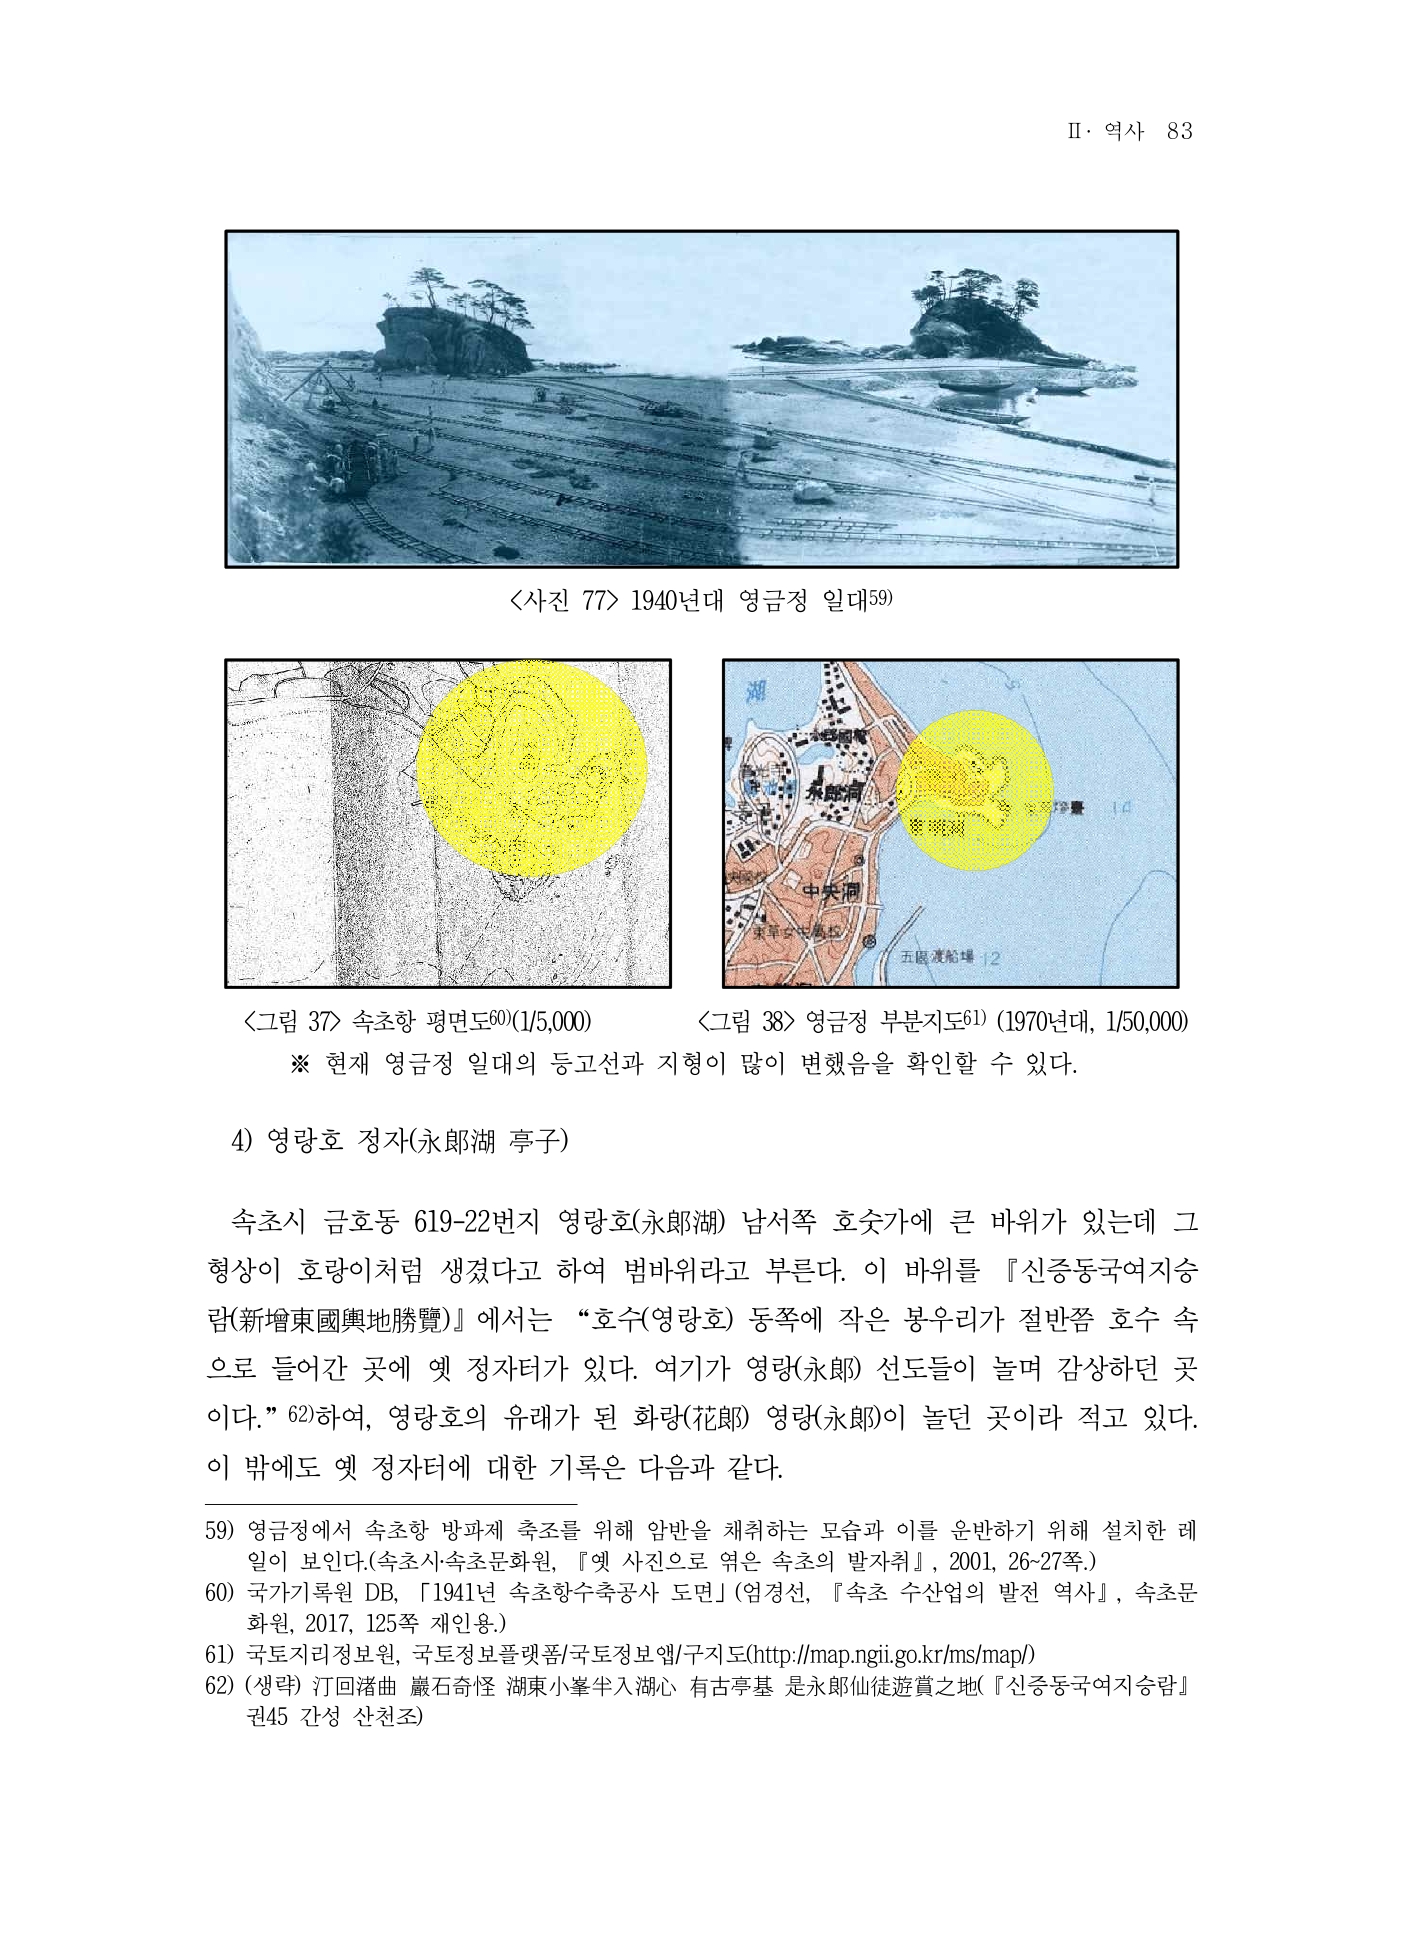 Ⅱ· 역사 83
<사진 77> 1940년대 영금정 일대59)
湖
永郎洞
中央洞
束草女中高校
五區渡船場 12
14
<그림 37> 속초항 평면도60)(1/5,000)
<그림 38> 영금정 부분지도61) (1970년대, 1/50,000)
※ 현재 영금정 일대의 등고선과 지형이 많이 변했음을 확인할 수 있다.
4) 영랑호 정자(永郞湖 亭子)
속초시 금호동 619-22번지 영랑호(永郞湖) 남서쪽 호숫가에 큰 바위가 있는데 그
형상이 호랑이처럼 생겼다고 하여 범바위라고 부른다. 이 바위를 『신증동국여지승
람(新增東國輿地勝覽)』에서는 “호수(영랑호) 동쪽에 작은 봉우리가 절반쯤 호수 속
으로 들어간 곳에 옛 정자터가 있다. 여기가 영랑(永郞) 선도들이 놀며 감상하던 곳
이다.” 62)하여, 영랑호의 유래가 된 화랑(花郞) 영랑(永郞)이 놀던 곳이라 적고 있다.
이 밖에도 옛 정자터에 대한 기록은 다음과 같다.
59) 영금정에서 속초항 방파제 축조를 위해 암반을 채취하는 모습과 이를 운반하기 위해 설치한 레
일이 보인다.(속초시·속초문화원, 『옛 사진으로 엮은 속초의 발자취』, 2001, 26~27쪽.)
60) 국가기록원 DB, 「1941년 속초항수축공사 도면」(엄경선, 『속초 수산업의 발전 역사』, 속초문
화원, 2017, 125쪽 재인용.)
61) 국토지리정보원, 국토정보플랫폼/국토정보앱/구지도(http://map.ngii.go.kr/ms/map/)
62) (생략) 汀回渚曲 巖石奇怪 湖東小峯半入湖心 有古亭基 是永郞仙徒遊賞之地(『신증동국여지승람』
권45 간성 산천조)